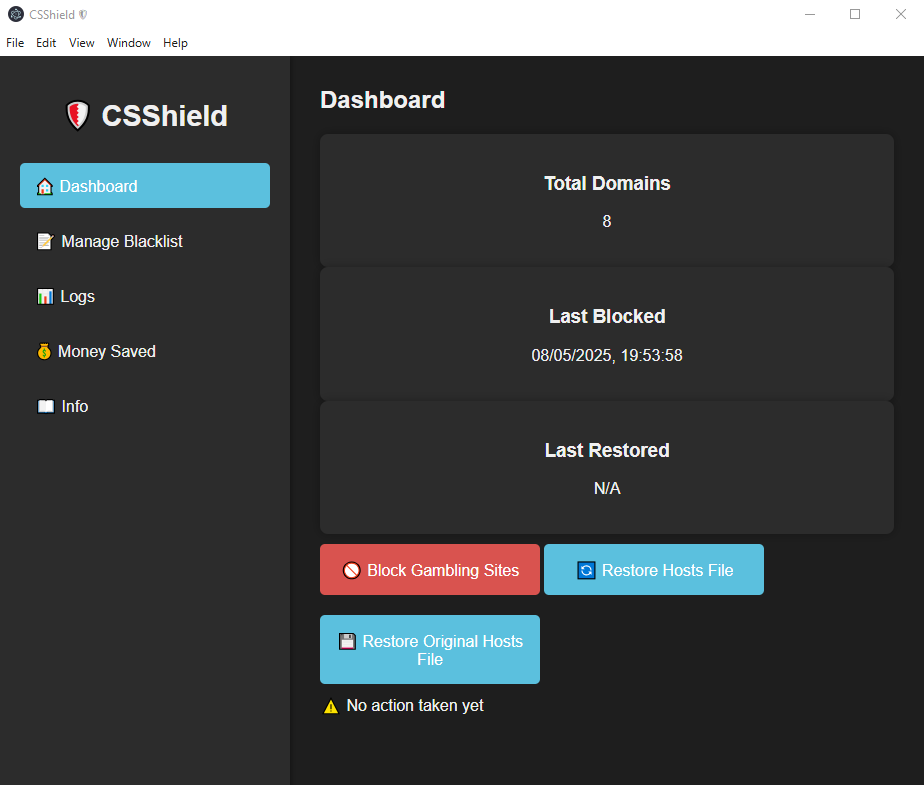 CSShield
File Edit View Window Help
CSShield
Dashboard
Manage Blacklist
Logs
Money Saved
Info
Dashboard
Total Domains
8
Last Blocked
08/05/2025, 19:53:58
Last Restored
N/A
Block Gambling Sites
Restore Hosts File
Restore Original Hosts
File
No action taken yet